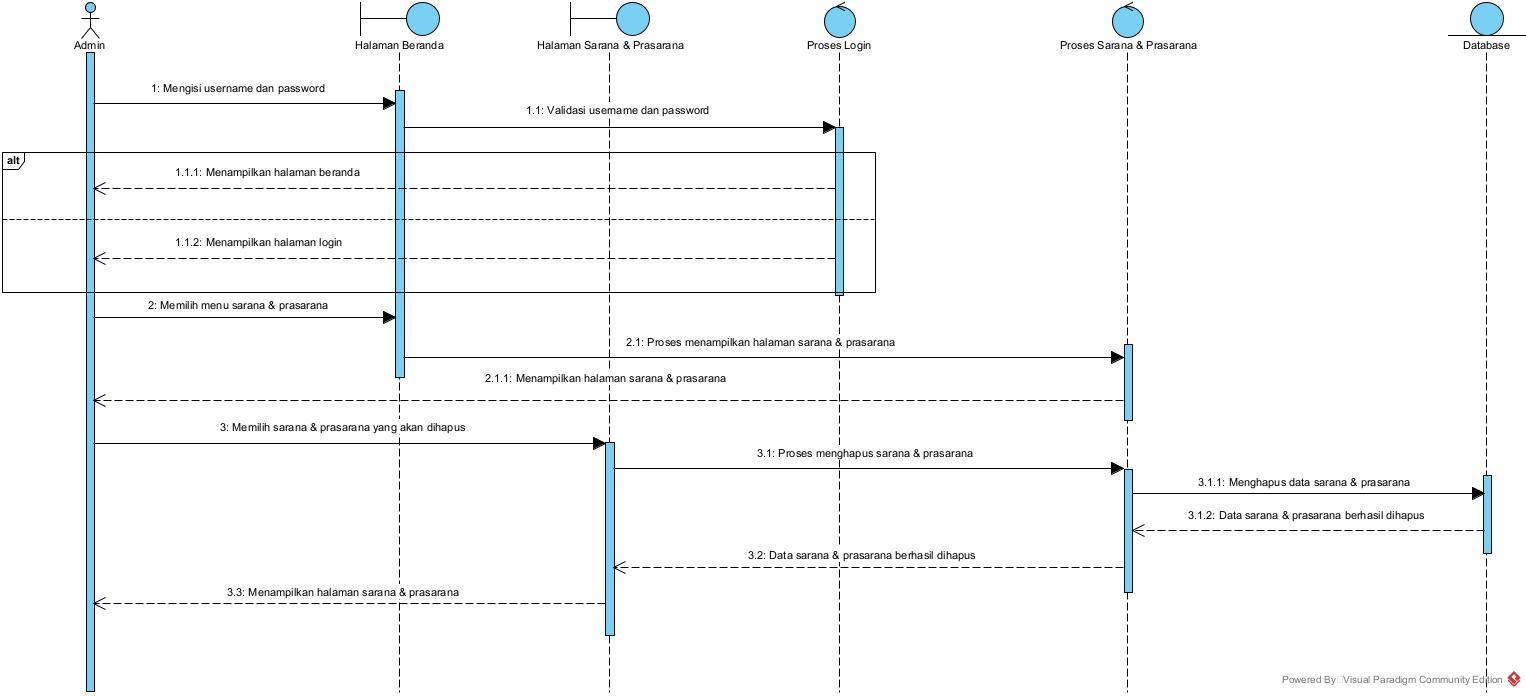 Admin
Halaman Beranda
Halaman Sarana & Prasarana
Proses Login
Proses Sarana & Prasarana
Database
1: Mengisi username dan password
1.1: Validasi username dan password
alt
1.1.1: Menampilkan halaman beranda
1.1.2: Menampilkan halaman login
2: Memilih menu sarana & prasarana
2.1: Proses menampilkan halaman sarana & prasarana
2.1.1: Menampilkan halaman sarana & prasarana
3: Memilih sarana & prasarana yang akan dihapus
3.1: Proses menghapus sarana & prasarana
3.1.1: Menghapus data sarana & prasarana
3.1.2: Data sarana & prasarana berhasil dihapus
3.2: Data sarana & prasarana berhasil dihapus
3.3: Menampilkan halaman sarana & prasarana
Powered By Visual Paradigm Community Edition